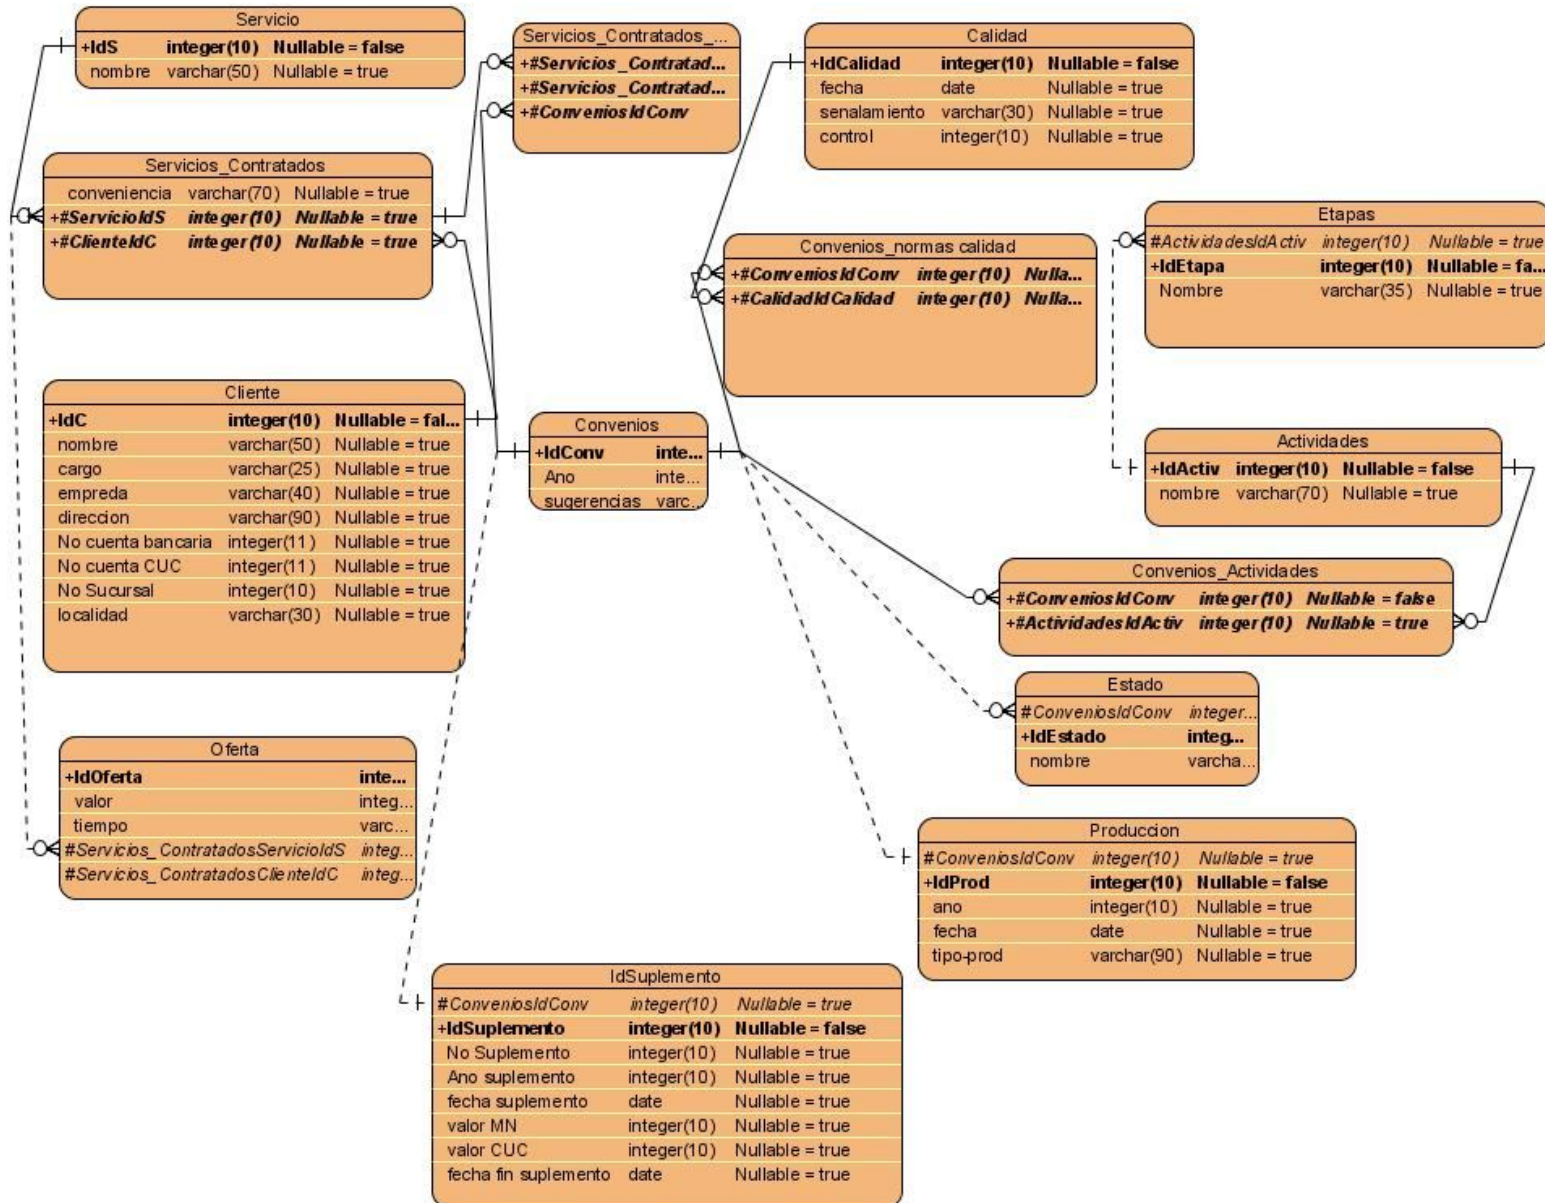 Servicio
+IdS integer(10) Nullable = false
nombre varchar(50) Nullable = true
Servicios_Contratados_...
+#Servicios_Contratad...
+#Servicios_Contratad...
+#ConveniosIdConv
Calidad
+IdCalidad integer(10) Nullable = false
fecha date Nullable = true
senalamiento varchar(30) Nullable = true
control integer(10) Nullable = true
Servicios_Contratados
conveniencia varchar(70) Nullable = true
+#ServicioIdS integer(10) Nullable = true
+#ClienteIdC integer(10) Nullable = true
Convenios_normas calidad
+#ConveniosIdConv integer(10) Nulla...
+#CalidadIdCalidad integer(10) Nulla...
Etapas
#ActividadesIdActiv integer(10) Nullable = true
+IdEtapa integer(10) Nullable = fa...
Nombre varchar(35) Nullable = true
Cliente
+IdC integer(10) Nullable = fal...
nombre varchar(50) Nullable = true
cargo varchar(25) Nullable = true
empreda varchar(40) Nullable = true
direccion varchar(90) Nullable = true
No cuenta bancaria integer(11) Nullable = true
No cuenta CUC integer(11) Nullable = true
No Sucursal integer(10) Nullable = true
localidad varchar(30) Nullable = true
Convenios
+IdConv inte...
Ano inte...
sugerencias varc...
Actividades
+IdActiv integer(10) Nullable = false
nombre varchar(70) Nullable = true
Convenios_Actividades
+#ConveniosIdConv integer(10) Nullable = false
+#ActividadesIdActiv integer(10) Nullable = true
Estado
#ConveniosIdConv integer...
+IdEstado integ...
nombre varcha...
Oferta
+IdOferta inte...
valor integ...
tiempo varc...
#Servicios_ContratadosServicioIdS integ...
#Servicios_ContratadosClienteIdC integ...
Produccion
#ConveniosIdConv integer(10) Nullable = true
+IdProd integer(10) Nullable = false
ano integer(10) Nullable = true
fecha date Nullable = true
tipo-prod varchar(90) Nullable = true
IdSuplemento
#ConveniosIdConv integer(10) Nullable = true
+IdSuplemento integer(10) Nullable = false
No Suplemento integer(10) Nullable = true
Ano suplemento integer(10) Nullable = true
fecha suplemento date Nullable = true
valor MN integer(10) Nullable = true
valor CUC integer(10) Nullable = true
fecha fin suplemento date Nullable = true